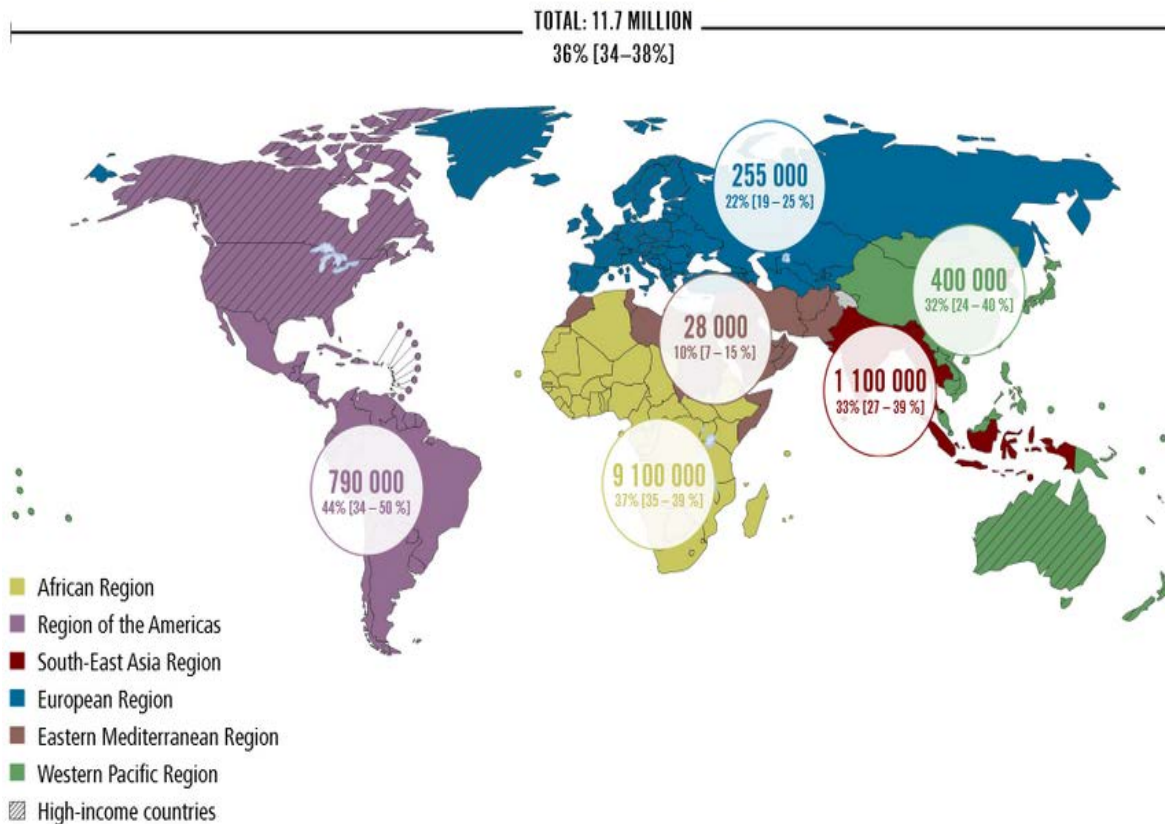 TOTAL: 11.7 MILLION
36% [34–38%]
255 000
22% [19 – 25 %]
400 000
32% [24 – 40 %]
28 000
10% [7 – 15 %]
1 100 000
33% [27 – 39 %]
790 000
44% [34 – 50 %]
9 100 000
37% [35 – 39 %]
African Region
Region of the Americas
South-East Asia Region
European Region
Eastern Mediterranean Region
Western Pacific Region
High-income countries